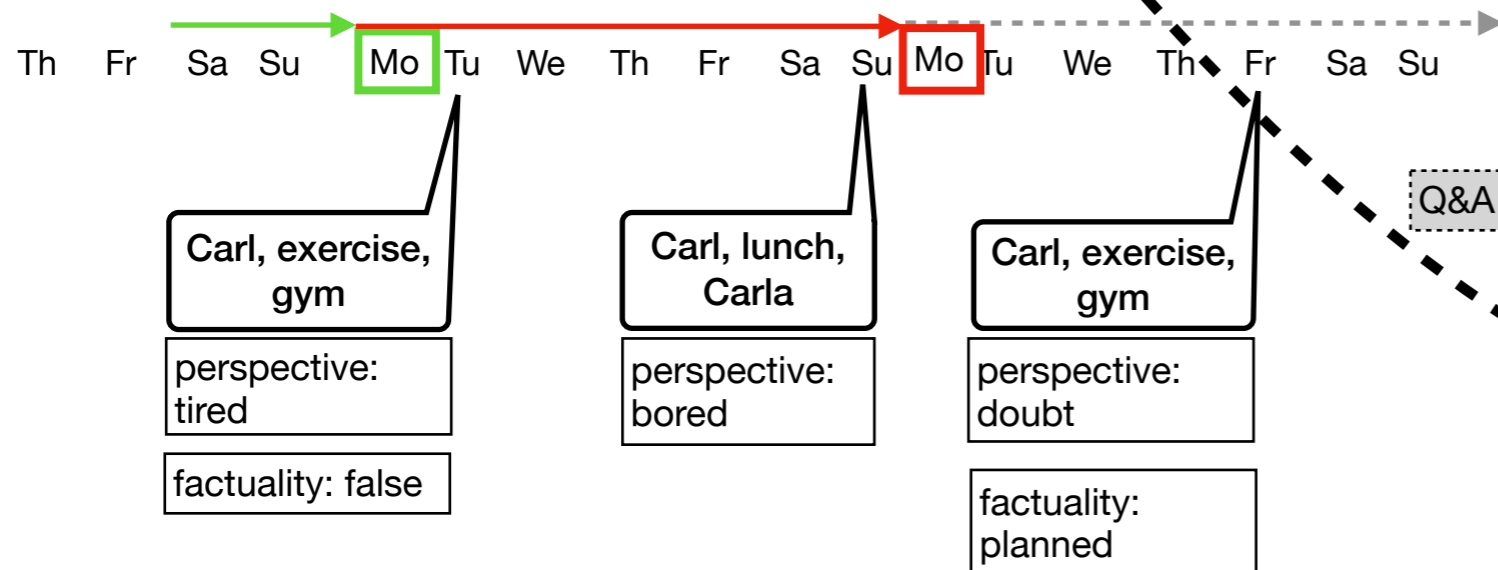 Th Fr Sa Su Mo Tu We Th Fr Sa Su Mo Tu We Th Fr Sa Su
Q&A
Carl, exercise,
gym
Carl, lunch,
Carla
Carl, exercise,
gym
perspective:
tired
perspective:
bored
perspective:
doubt
factuality: false
factuality:
planned